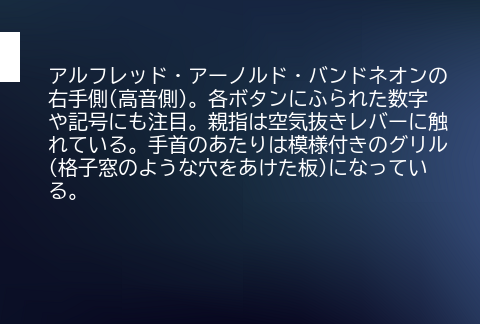 アルフレッド・アーノルド・バンドネオンの
右手側(高音側)。各ボタンにふられた数字
や記号にも注目。親指は空気抜きレバーに触
れている。手首のあたりは模様付きのグリル
(格子窓のような穴をあけた板)になってい
る。